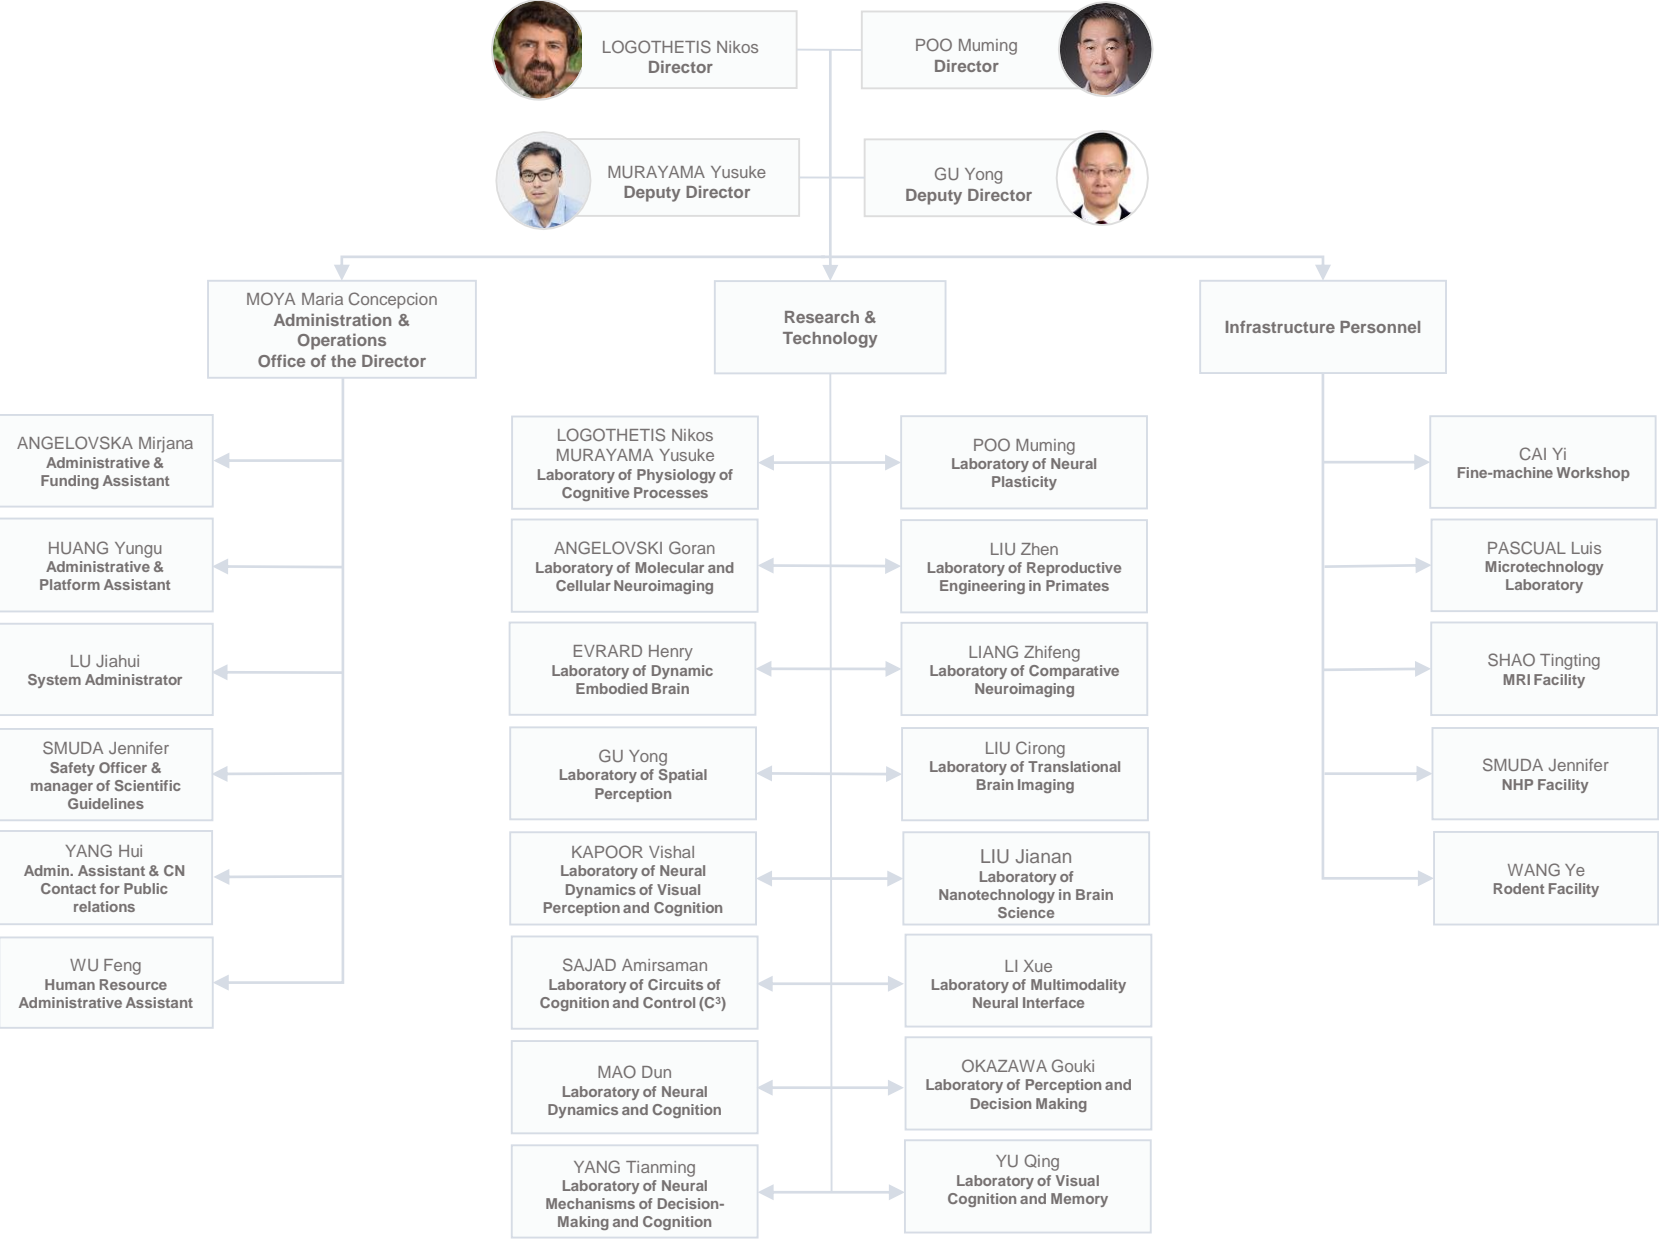 LOGOTHETIS Nikos
Director
POO Muming
Director
MURAYAMA Yusuke
Deputy Director
GU Yong
Deputy Director
MOYA Maria Concepcion
Administration &
Operations
Office of the Director
Research &
Technology
Infrastructure Personnel
ANGELOVSKA Mirjana
Administrative &
Funding Assistant
HUANG Yungu
Administrative &
Platform Assistant
LU Jiahui
System Administrator
SMUDA Jennifer
Safety Officer &
manager of Scientific
Guidelines
YANG Hui
Admin. Assistant & CN
Contact for Public
relations
WU Feng
Human Resource
Administrative Assistant
LOGOTHETIS Nikos
MURAYAMA Yusuke
Laboratory of Physiology of
Cognitive Processes
POO Muming
Laboratory of Neural
Plasticity
ANGELOVSKI Goran
Laboratory of Molecular and
Cellular Neuroimaging
LIU Zhen
Laboratory of Reproductive
Engineering in Primates
EVRARD Henry
Laboratory of Dynamic
Embodied Brain
LIANG Zhifeng
Laboratory of Comparative
Neuroimaging
GU Yong
Laboratory of Spatial
Perception
LIU Cirong
Laboratory of Translational
Brain Imaging
KAPOOR Vishal
Laboratory of Neural
Dynamics of Visual
Perception and Cognition
LIU Jianan
Laboratory of
Nanotechnology in Brain
Science
SAJAD Amirsaman
Laboratory of Circuits of
Cognition and Control (C³)
LI Xue
Laboratory of Multimodality
Neural Interface
MAO Dun
Laboratory of Neural
Dynamics and Cognition
OKAZAWA Gouki
Laboratory of Perception and
Decision Making
YANG Tianming
Laboratory of Neural
Mechanisms of Decision-
Making and Cognition
YU Qing
Laboratory of Visual
Cognition and Memory
CAI Yi
Fine-machine Workshop
PASCUAL Luis
Microtechnology
Laboratory
SHAO Tingting
MRI Facility
SMUDA Jennifer
NHP Facility
WANG Ye
Rodent Facility